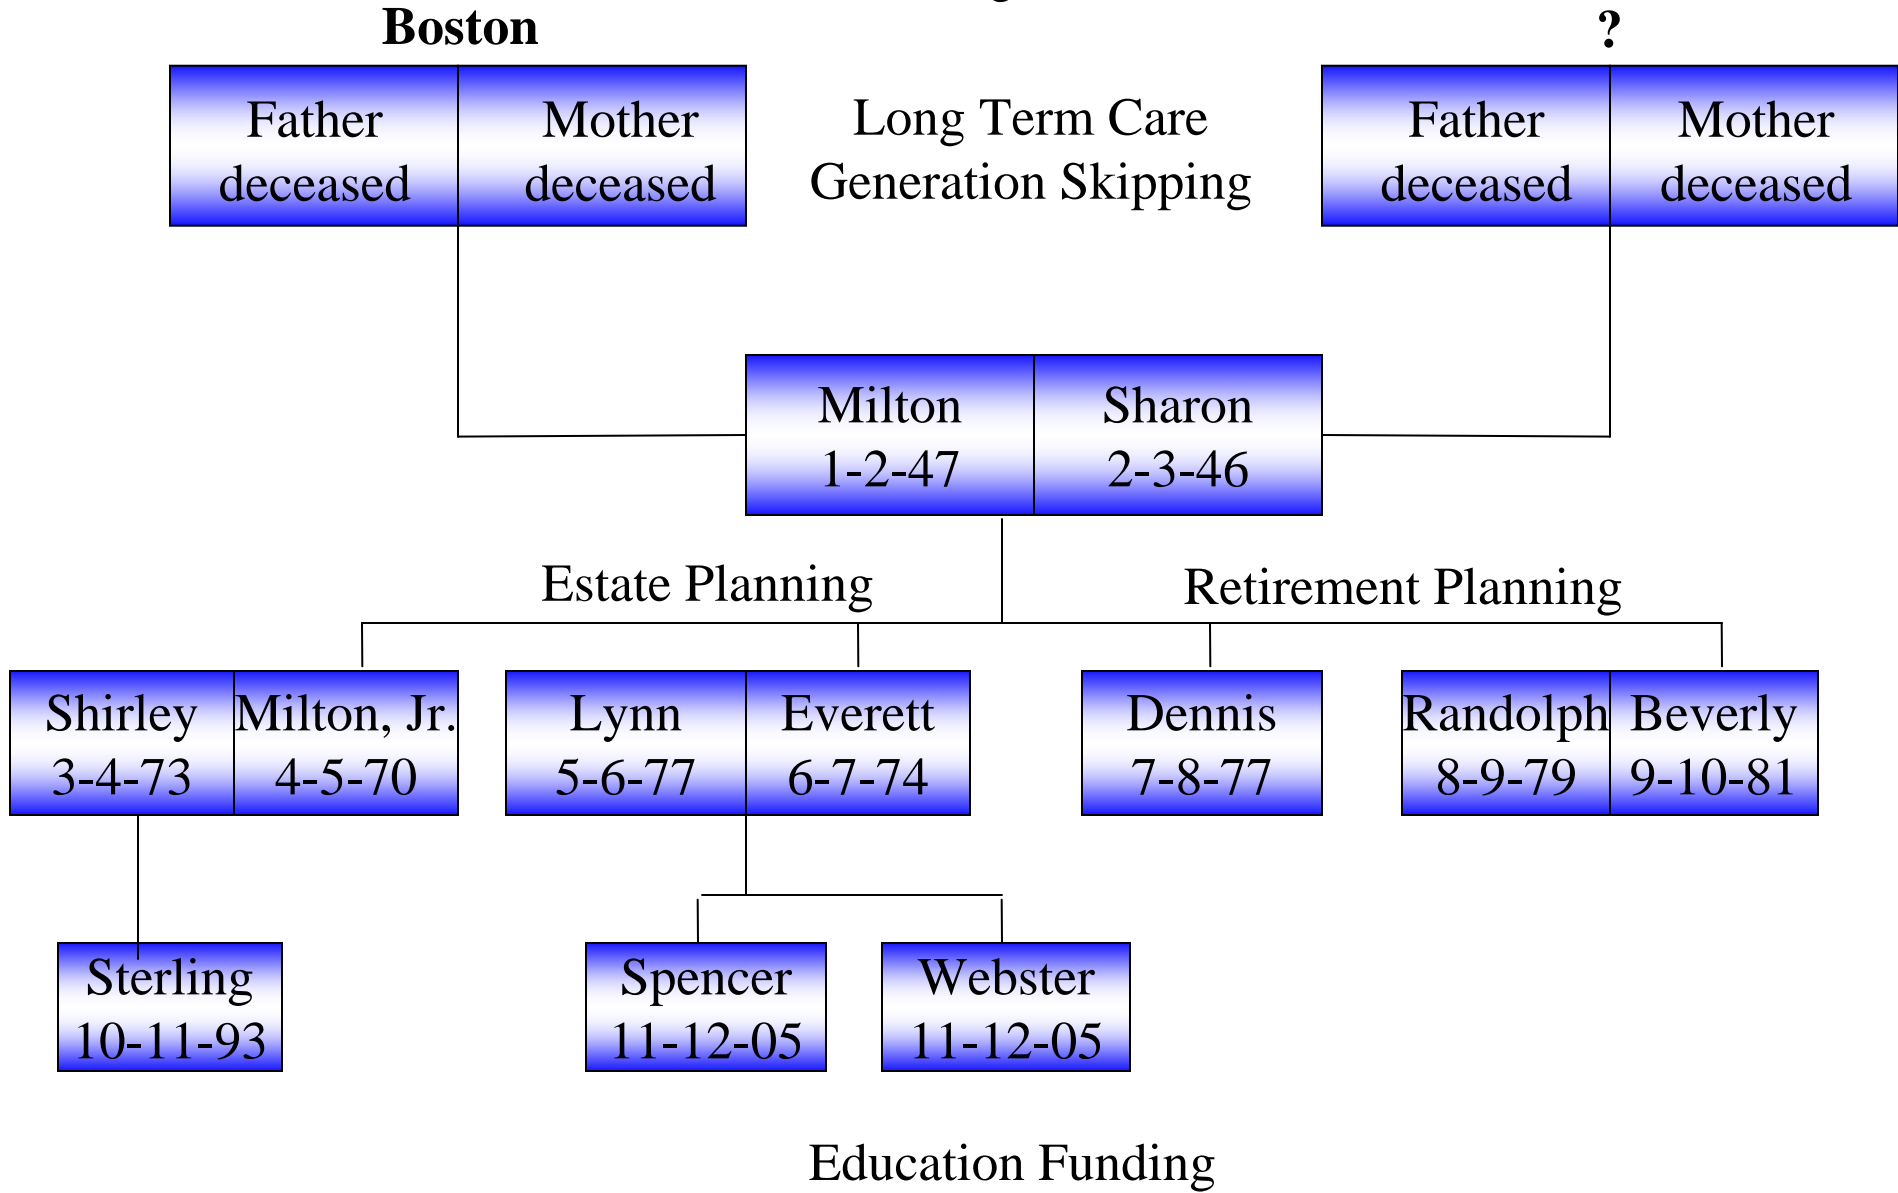 Boston
?
Father Mother
deceased deceased
Long Term Care
Generation Skipping
Father Mother
deceased deceased
Milton Sharon
1-2-47 2-3-46
Estate Planning
Retirement Planning
Shirley Milton, Jr.
3-4-73 4-5-70
Lynn Everett
5-6-77 6-7-74
Dennis
7-8-77
Randolph Beverly
8-9-79 9-10-81
Sterling
10-11-93
Spencer
11-12-05
Webster
11-12-05
Education Funding